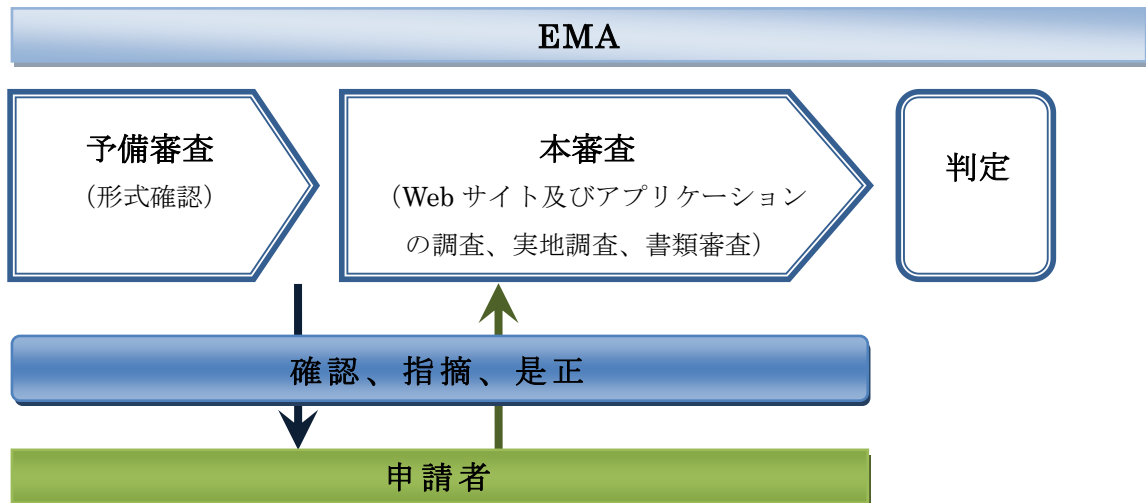 EMA
予備審査
（形式確認）
本審査
（Web サイト及びアプリケーション
の調査、実地調査、書類審査）
判定
確認、指摘、是正
申請者